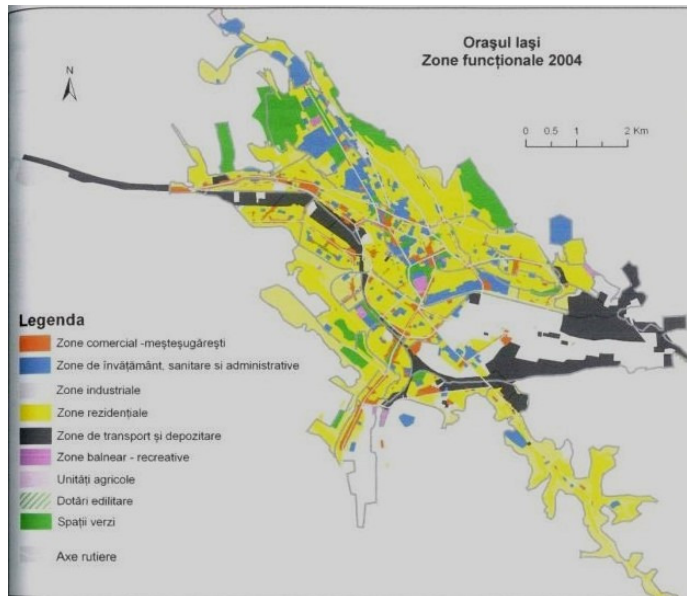 Orașul Iași
Zone funcționale 2004
N
0 0.5 1 2 Km
Legenda
Zone comercial -meșteșugărești
Zone de învățământ, sanitare si administrative
Zone industriale
Zone rezidențiale
Zone de transport și depozitare
Zone balnear - recreative
Unități agricole
Dotări edilitare
Spații verzi
Axe rutiere